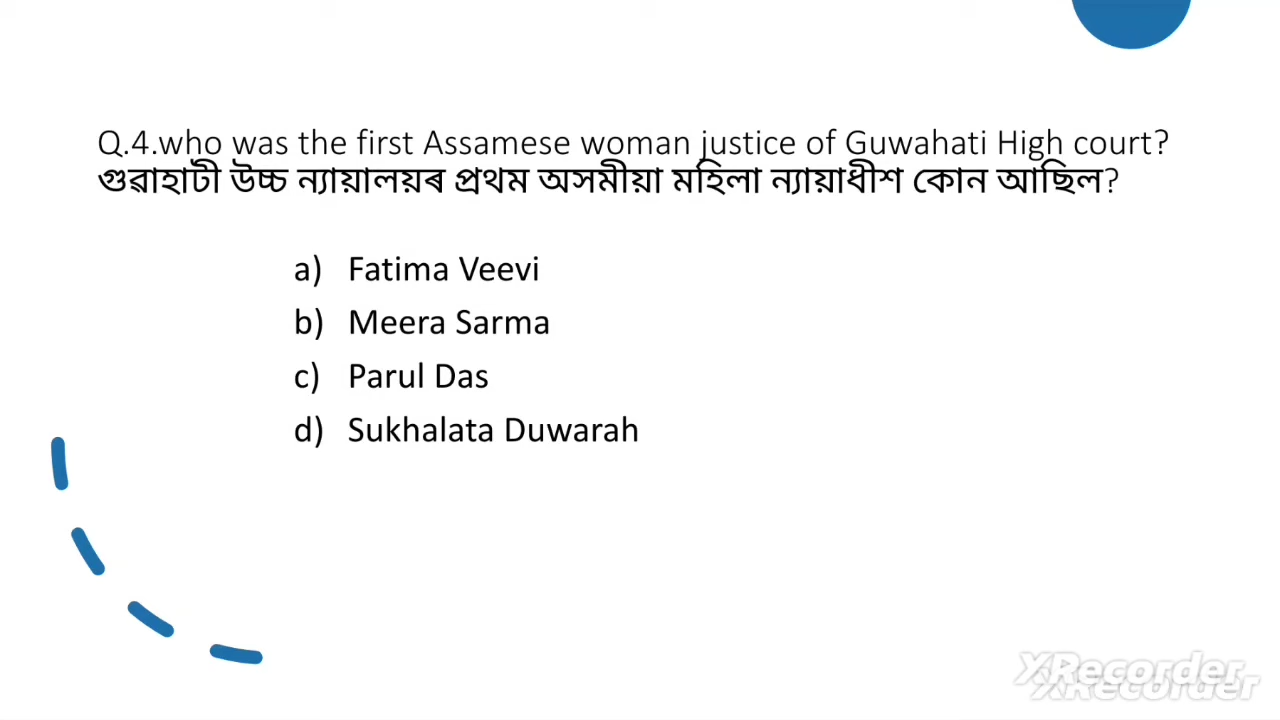 Q.4.who was the first Assamese woman justice of Guwahati High court?
গুৱাহাটী উচ্চ ন্যায়ালয়ৰ প্ৰথম অসমীয়া মহিলা ন্যায়াধীশ কোন আছিল?
a) Fatima Veevi
b) Meera Sarma
c) Parul Das
d) Sukhalata Duwarah
XRecorder
XRecorder